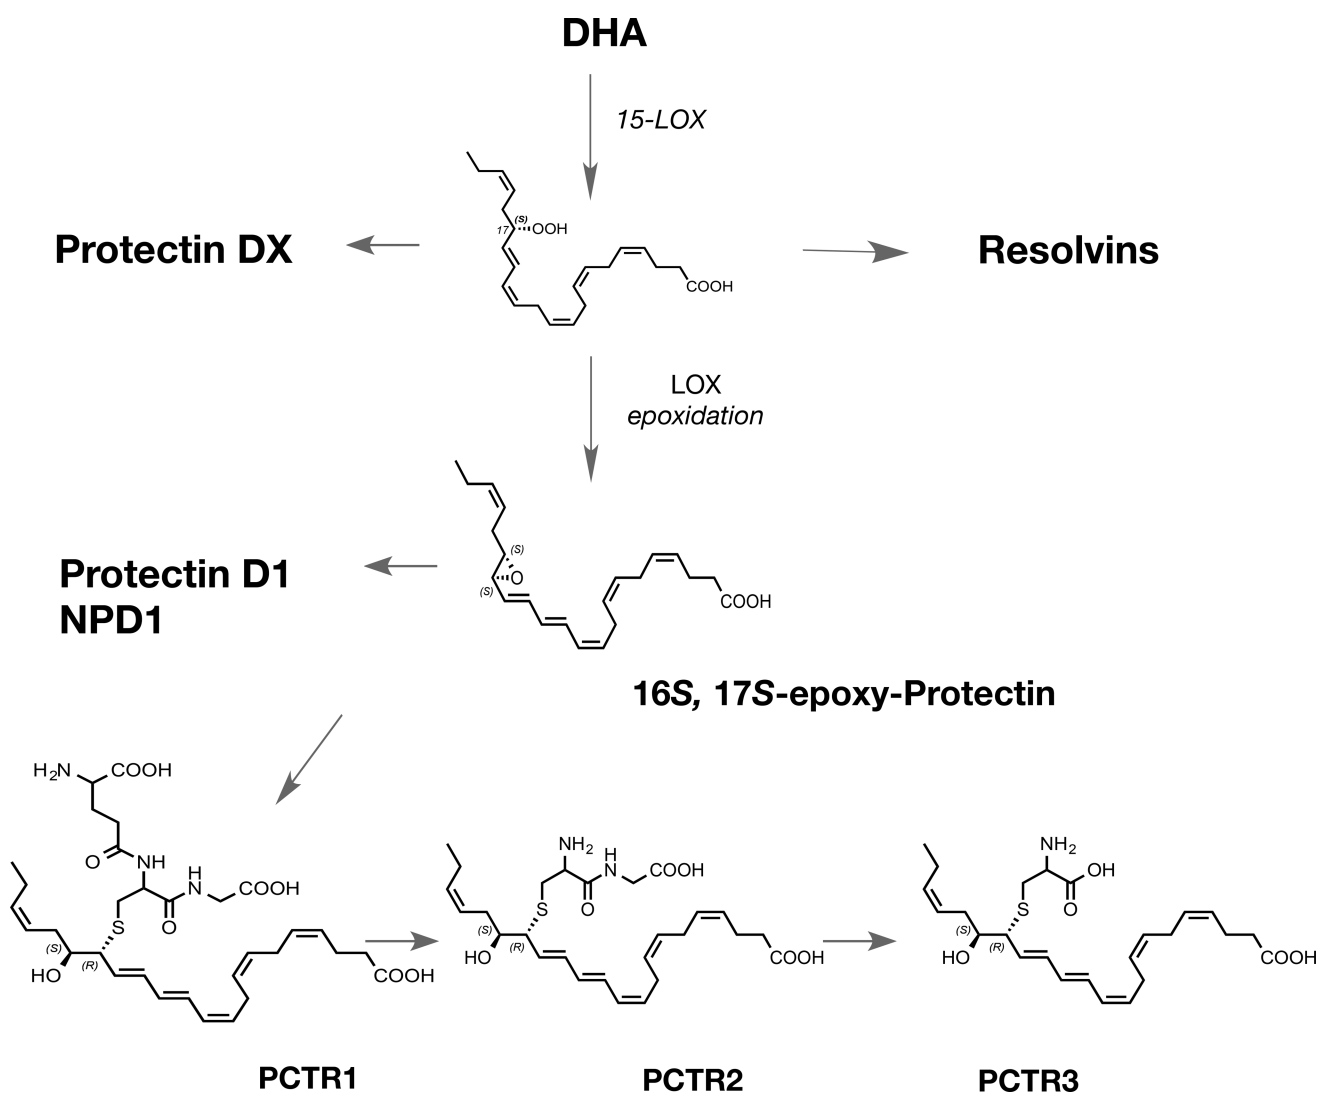 DHA
15-LOX
(S)
17 OOH
COOH
Protectin DX
Resolvins
LOX
epoxidation
(S)
O
(S)
COOH
Protectin D1
NPD1
16S, 17S-epoxy-Protectin
H2N COOH
O NH
H
N COOH
O
S
(S)
(R)
HO
COOH
NH2
H
N COOH
O
S
(S)
(R)
HO
COOH
NH2
OH
O
S
(S)
(R)
HO
COOH
PCTR1
PCTR2
PCTR3